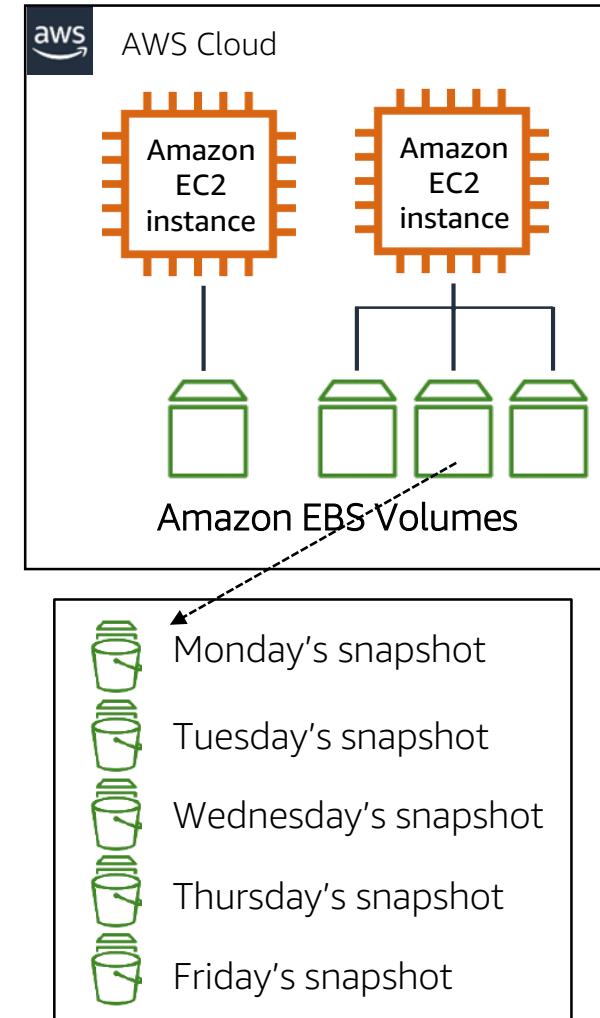 aws
AWS Cloud
Amazon
EC2
instance
Amazon
EC2
instance
Amazon EBS Volumes
Monday’s snapshot
Tuesday’s snapshot
Wednesday’s snapshot
Thursday’s snapshot
Friday’s snapshot